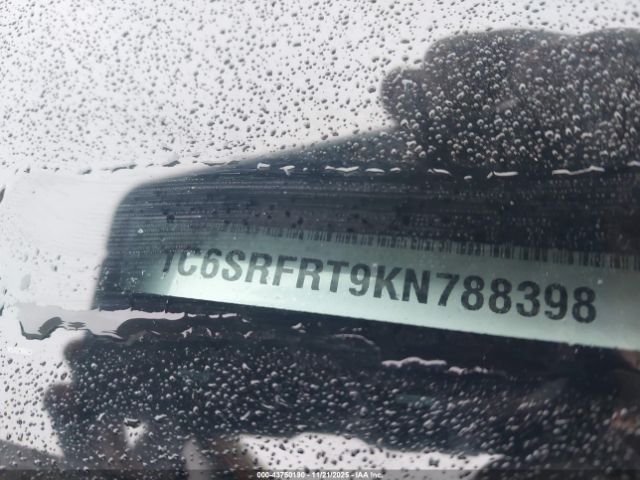 1C6SRFRT9KN788398
000-43750190 - 11/21/2025 - IAA Inc.